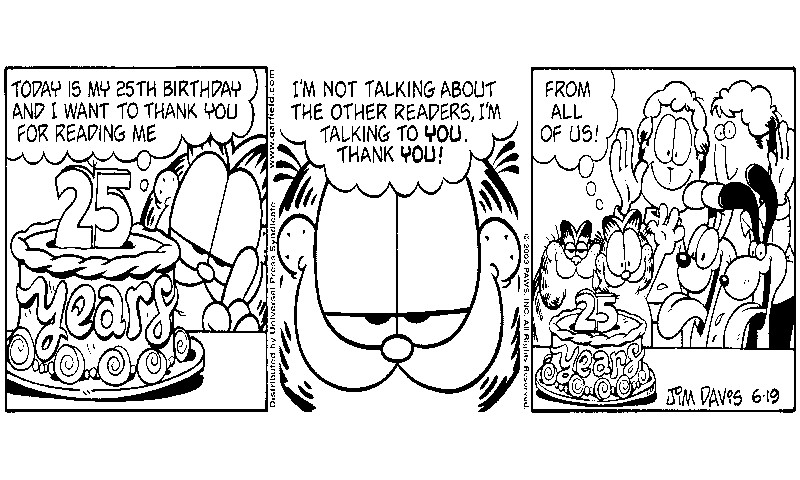 TODAY IS MY 25TH BIRTHDAY
AND I WANT TO THANK YOU
FOR READING ME
25
years
www.garfield.com
Distributed by Universal Press Syndicate
I'M NOT TALKING ABOUT
THE OTHER READERS, I'M
TALKING TO YOU.
THANK YOU!
© 2003 PAWS, INC. All Rights Reserved.
FROM
ALL
OF US!
25
years
JIM DAVIS 6-19